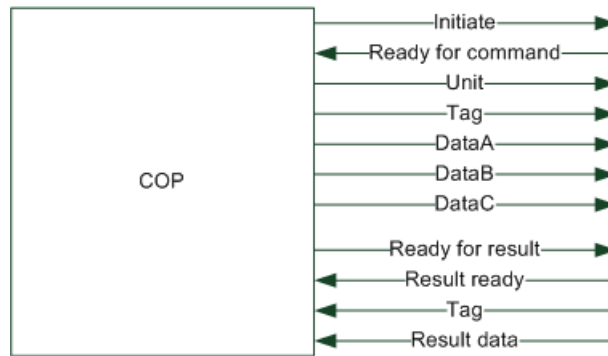 Initiate
Ready for command
Unit
Tag
DataA
COP
DataB
DataC
Ready for result
Result ready
Tag
Result data